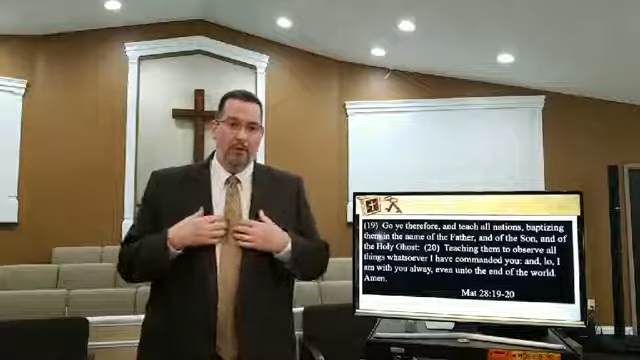 (19) Go ye therefore, and teach all nations, baptizing
them in the name of the Father, and of the Son, and of
the Holy Ghost: (20) Teaching them to observe all
things whatsoever I have commanded you: and, lo, I
am with you alway, even unto the end of the world.
Amen.
Mat 28:19-20